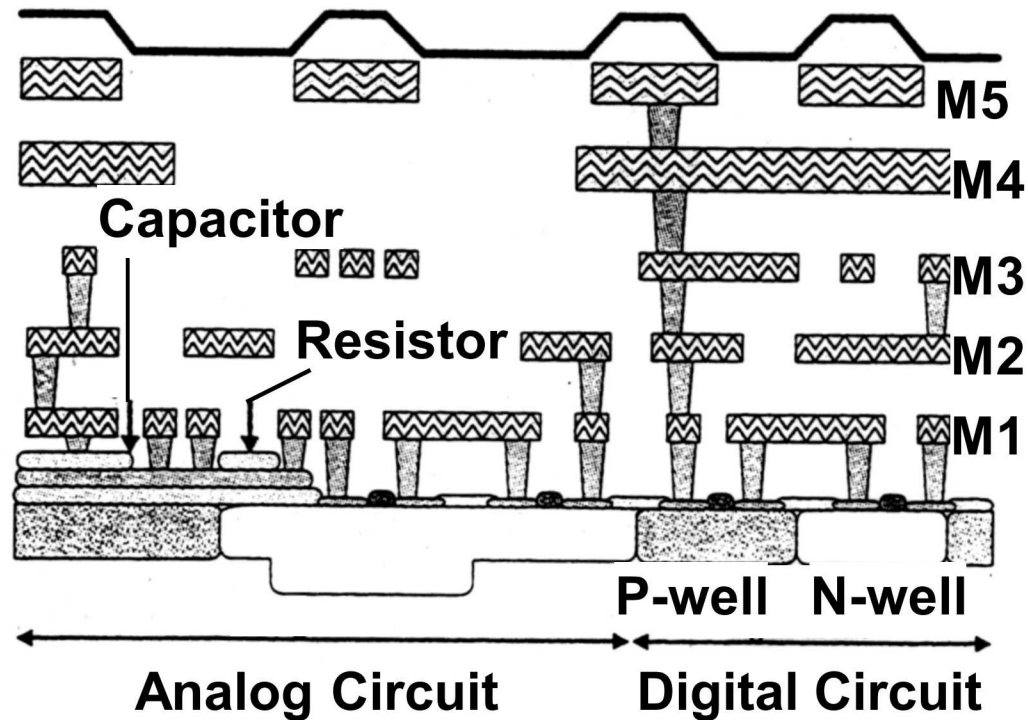 M5
M4
Capacitor
M3
Resistor
M2
M1
P-well
N-well
Analog Circuit
Digital Circuit